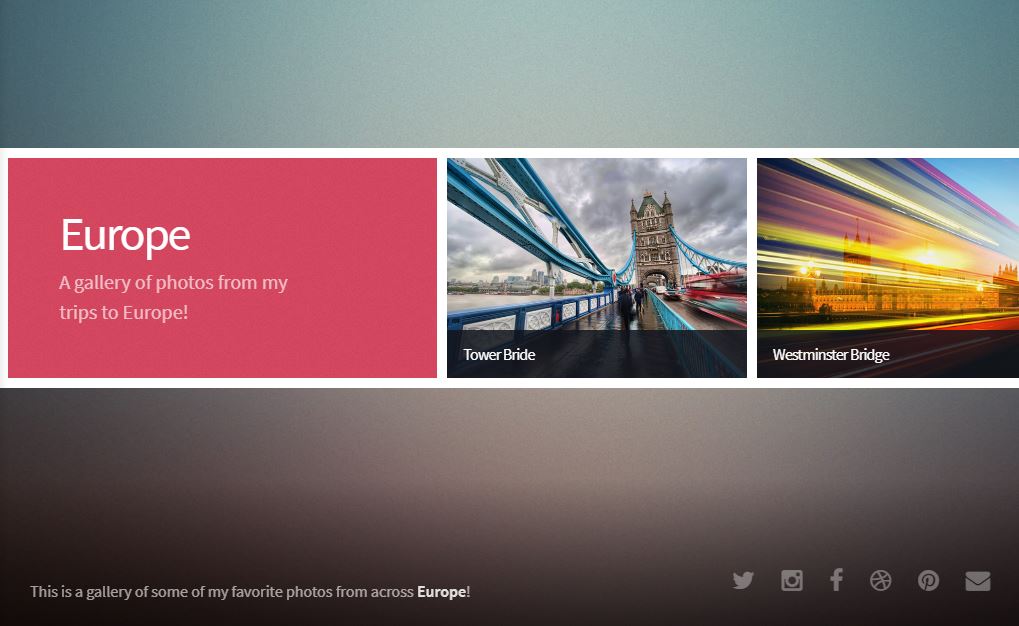 Europe
A gallery of photos from my
trips to Europe!
Tower Bride
Westminster Bridge
This is a gallery of some of my favorite photos from across Europe!